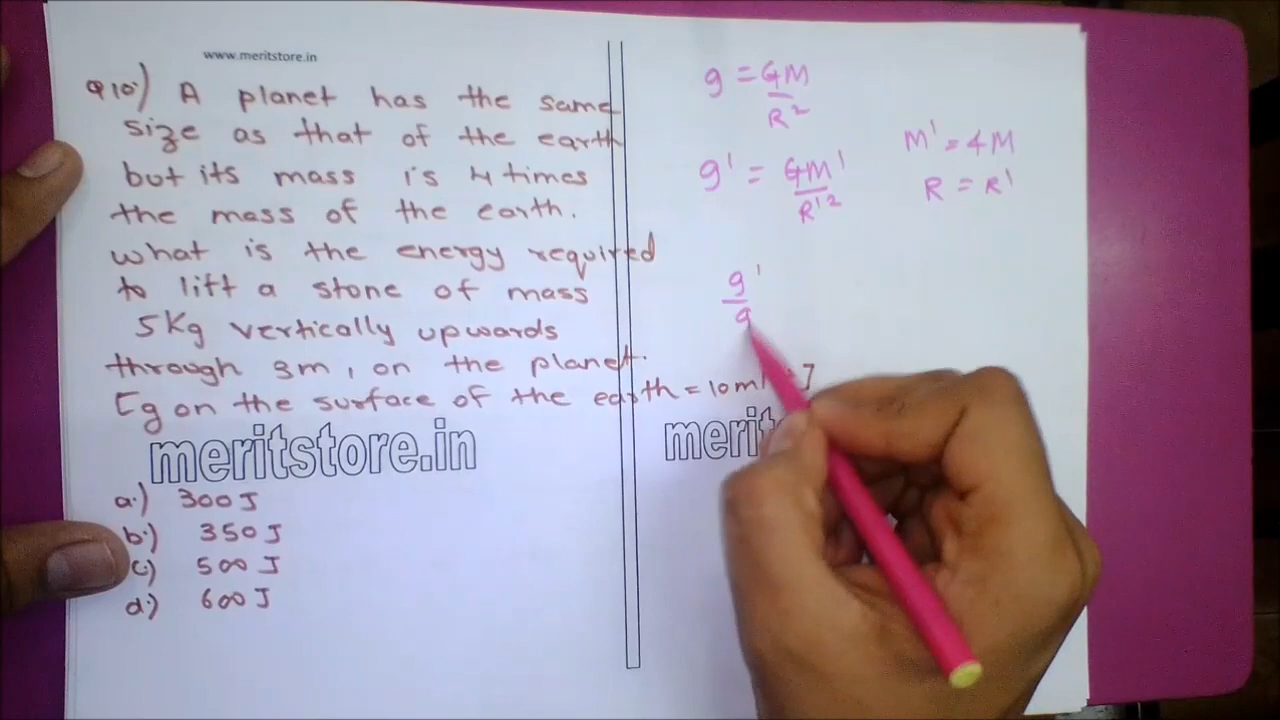 www.meritstore.in
Q10.) A planet has the same
size as that of the earth
but its mass is 4 times
the mass of the earth.
what is the energy required
to lift a stone of mass
5Kg vertically upwards
through 3m, on the planet.
[g on the surface of the earth = 10m/ ]
meritstore.in
a.) 300J
b.) 350J
c.) 500J
d.) 600J
g = GM
R²
g' = GM'
R'²
M' = 4M
R = R'
g'
g